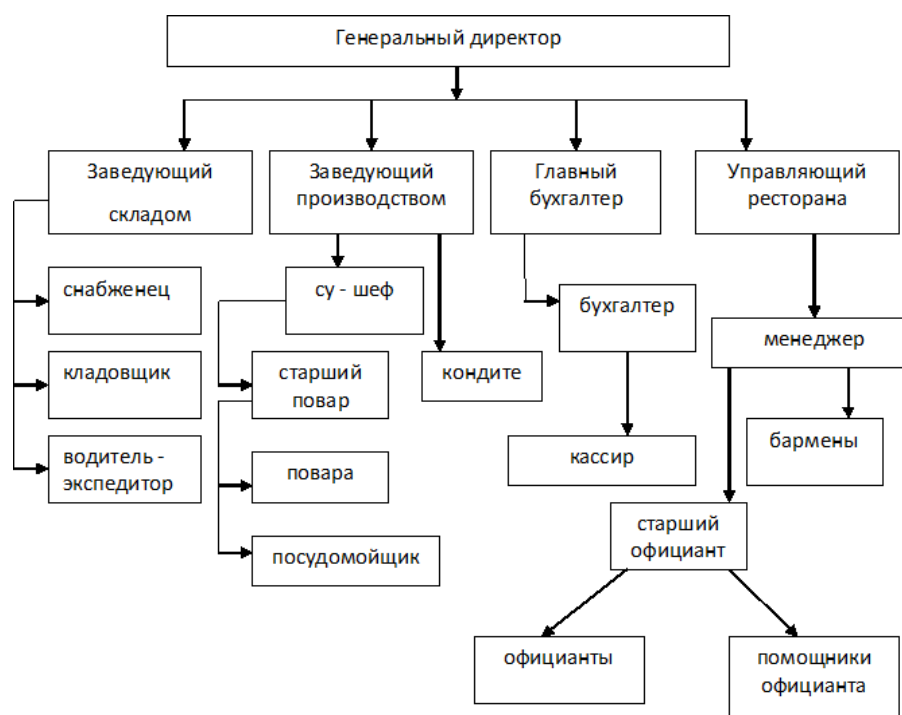 Генеральный директор
Заведующий
складом
Заведующий
производством
Главный
бухгалтер
Управляющий
ресторана
снабженец
су - шеф
бухгалтер
менеджер
кладовщик
старший
повар
кондите
бармены
водитель -
экспедитор
повара
кассир
старший
официант
посудомойщик
официанты
помощники
официанта